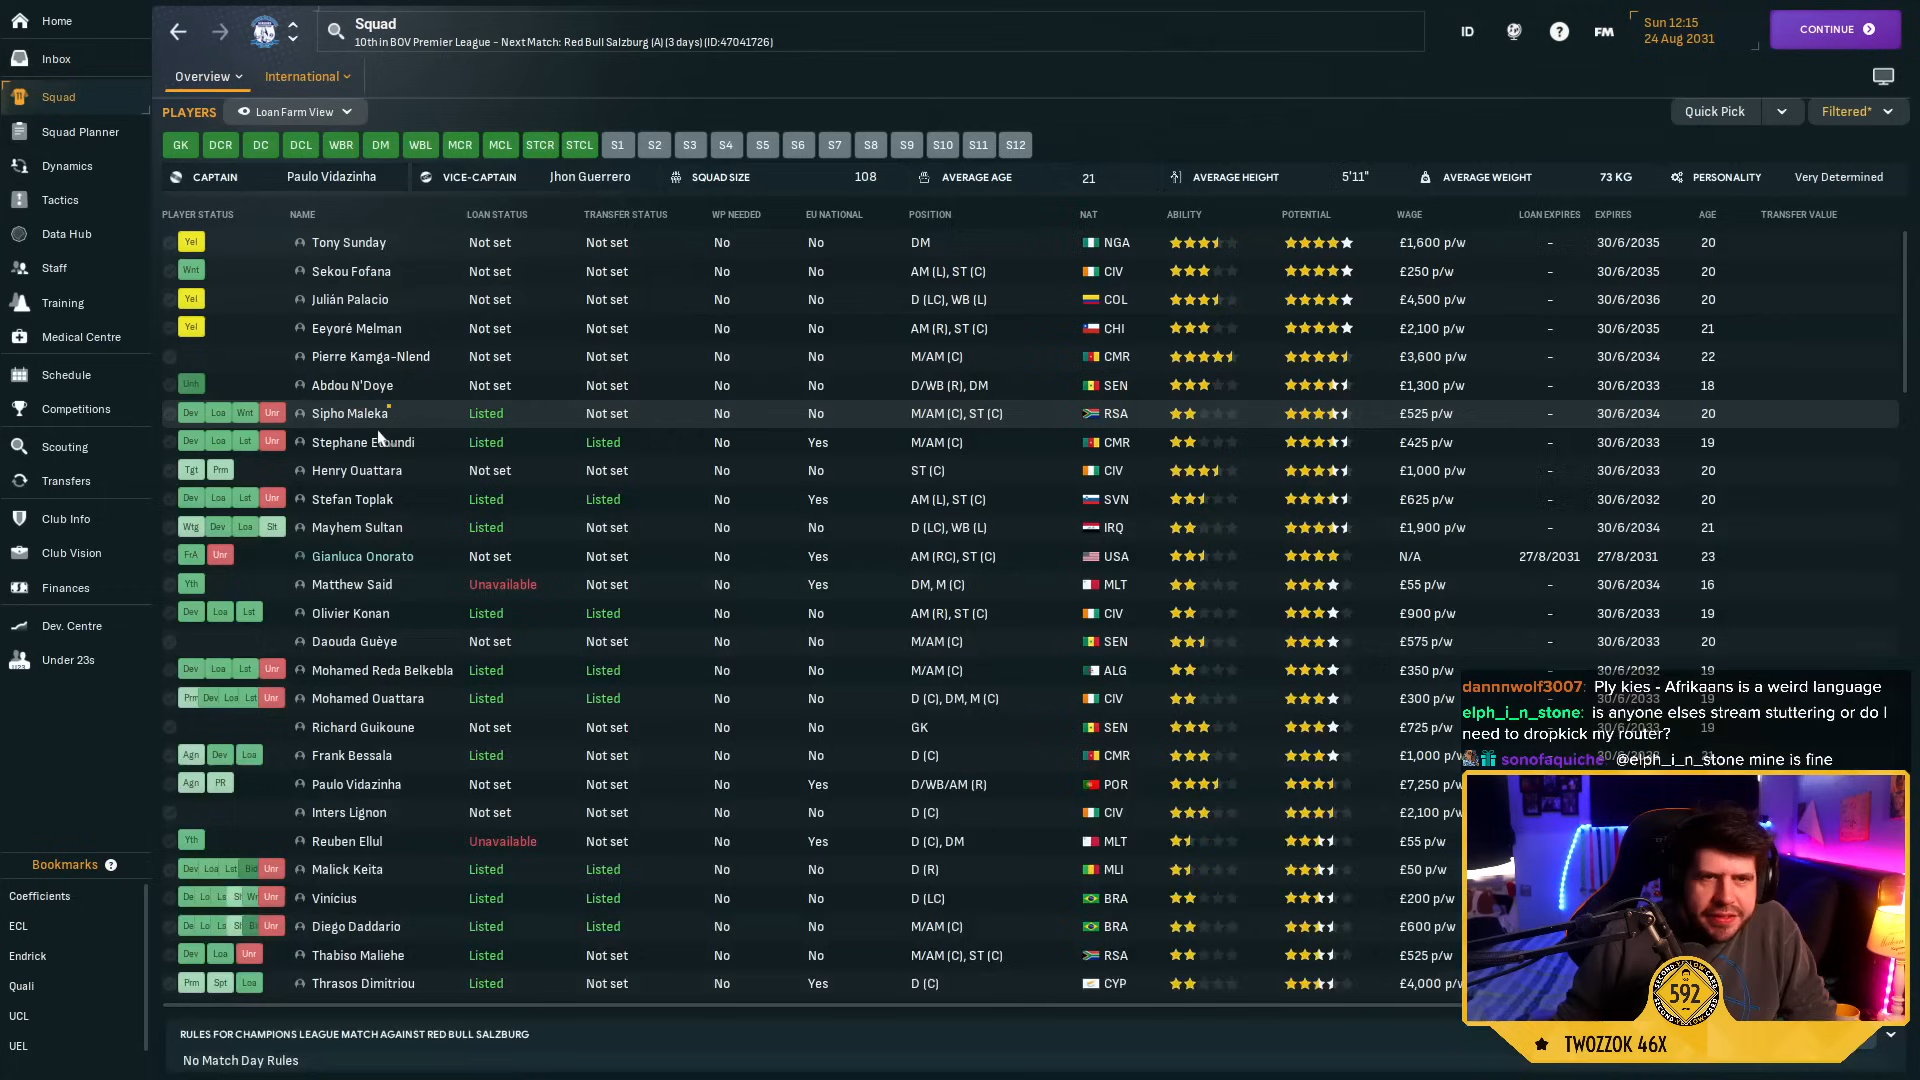 Home
Inbox
Squad
Squad Planner
Dynamics
Tactics
Data Hub
Staff
Training
Medical Centre
Schedule
Competitions
Scouting
Transfers
Club Info
Club Vision
Finances
Dev. Centre
Under 23s
Bookmarks ?
Coefficients
ECL
Endrick
Quali
UCL
UEL
Squad
10th in BOV Premier League - Next Match: Red Bull Salzburg (A) (3 days) (ID:47041726)
ID ? FM
Sun 12:15
24 Aug 2031
CONTINUE
Overview International
PLAYERS Loan Farm View Quick Pick Filtered*
GK DCR DC DCL WBR DM WBL MCR MCL STCR STCL S1 S2 S3 S4 S5 S6 S7 S8 S9 S10 S11 S12
CAPTAIN Paulo Vidazinha VICE-CAPTAIN Jhon Guerrero SQUAD SIZE 108 AVERAGE AGE 21 AVERAGE HEIGHT 5'11" AVERAGE WEIGHT 73 KG PERSONALITY Very Determined
PLAYER STATUS NAME LOAN STATUS TRANSFER STATUS WP NEEDED EU NATIONAL POSITION NAT ABILITY POTENTIAL WAGE LOAN EXPIRES EXPIRES AGE TRANSFER VALUE
Yel Tony Sunday Not set Not set No No DM NGA £1,600 p/w - 30/6/2035 20
Wnt Sekou Fofana Not set Not set No No AM (L), ST (C) CIV £250 p/w - 30/6/2035 20
Yel Julián Palacio Not set Not set No No D (LC), WB (L) COL £4,500 p/w - 30/6/2036 20
Yel Eeyoré Melman Not set Not set No No AM (R), ST (C) CHI £2,100 p/w - 30/6/2035 21
Pierre Kamga-Nlend Not set Not set No No M/AM (C) CMR £3,600 p/w - 30/6/2034 22
Unh Abdou N'Doye Not set Not set No No D/WB (R), DM SEN £1,300 p/w - 30/6/2033 18
Dev Loa Wnt Unr Sipho Maleka Listed Not set No No M/AM (C), ST (C) RSA £525 p/w - 30/6/2034 20
Dev Loa Lst Unr Stephane Etoundi Listed Listed No Yes M/AM (C) CMR £425 p/w - 30/6/2033 19
Tgt Prm Henry Ouattara Not set Not set No No ST (C) CIV £1,000 p/w - 30/6/2033 20
Dev Loa Lst Unr Stefan Toplak Listed Listed No Yes AM (L), ST (C) SVN £625 p/w - 30/6/2032 20
Wtg Dev Loa Slt Mayhem Sultan Listed Not set No No D (LC), WB (L) IRQ £1,900 p/w - 30/6/2034 21
FrA Unr Gianluca Onorato Not set Not set No Yes AM (RC), ST (C) USA N/A 27/8/2031 27/8/2031 23
Yth Matthew Said Unavailable Not set No Yes DM, M (C) MLT £55 p/w - 30/6/2034 16
Dev Loa Lst Olivier Konan Listed Listed No No AM (R), ST (C) CIV £900 p/w - 30/6/2033 19
Daouda Guèye Not set Not set No No M/AM (C) SEN £575 p/w - 30/6/2033 20
Dev Loa Lst Unr Mohamed Reda Belkebla Listed Listed No No M/AM (C) ALG £350 p/w - 30/6/2032 19
Prm Dev Loa Lst Unr Mohamed Ouattara Listed Listed No No D (C), DM, M (C) CIV £300 p/w
Richard Guikoune Not set Not set No No GK SEN £725 p/w
Agn Dev Loa Frank Bessala Listed Not set No No D (C) CMR £1,000 p/w
Agn PR Paulo Vidazinha Not set Not set No Yes D/WB/AM (R) POR £7,250 p/w
Inters Lignon Not set Not set No No D (C) CIV £2,100 p/w
Yth Reuben Ellul Unavailable Not set No Yes D (C), DM MLT £55 p/w
Dev Loa Lst Unr Malick Keita Listed Listed No No D (R) MLI £50 p/w
De Lo Unr Vinícius Listed Listed No No D (LC) BRA £200 p/w
De Lo Unr Diego Daddario Listed Listed No No M/AM (C) BRA £600 p/w
Dev Loa Unr Thabiso Maliehe Listed Not set No No M/AM (C), ST (C) RSA £525 p/w
Prm Spt Loa Thrasos Dimitriou Listed Not set No Yes D (C) CYP £4,000 p/w
RULES FOR CHAMPIONS LEAGUE MATCH AGAINST RED BULL SALZBURG
No Match Day Rules
dannnwolf3007: Ply kies - Afrikaans is a weird language
elph_i_n_stone: is anyone elses stream stuttering or do I
need to dropkick my router?
sonofaquiche: @elph_i_n_stone mine is fine
SECOND YELLOW CARD
592
TWOZZOK 46X